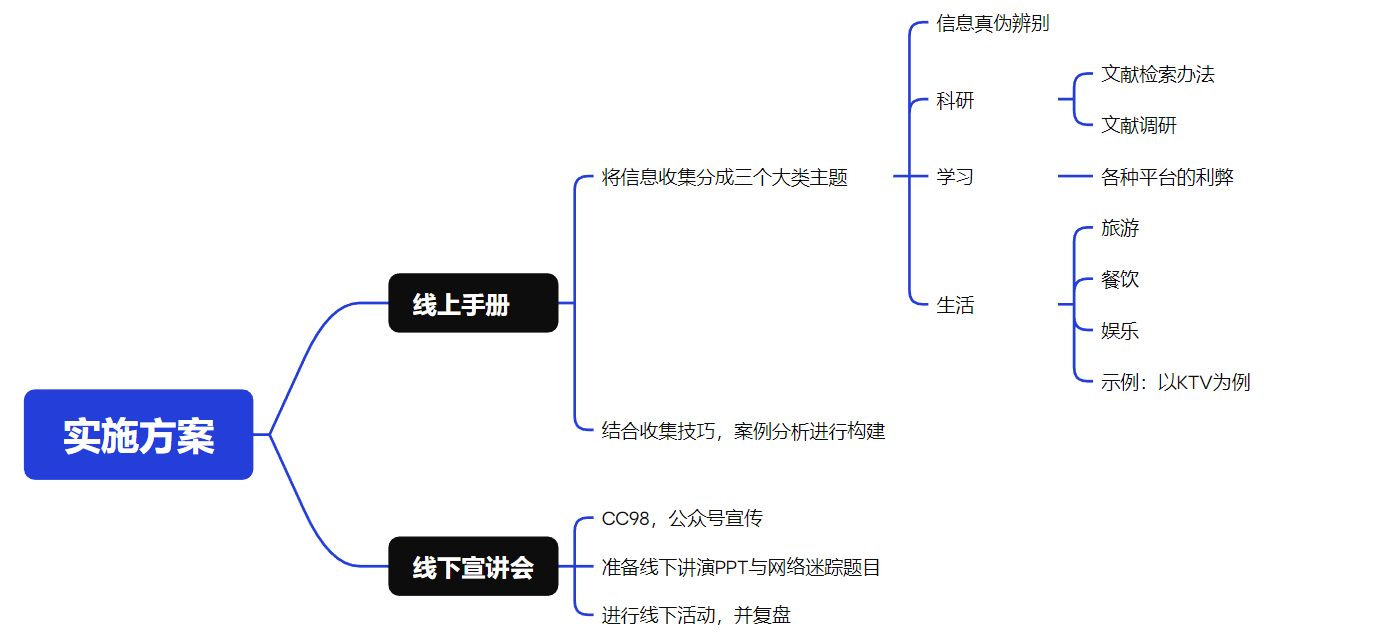 实施方案
线上手册
将信息收集分成三个大类主题
信息真伪辨别
科研
文献检索办法
文献调研
学习
各种平台的利弊
生活
旅游
餐饮
娱乐
示例：以KTV为例
结合收集技巧，案例分析进行构建
线下宣讲会
CC98，公众号宣传
准备线下讲演PPT与网络迷踪题目
进行线下活动，并复盘